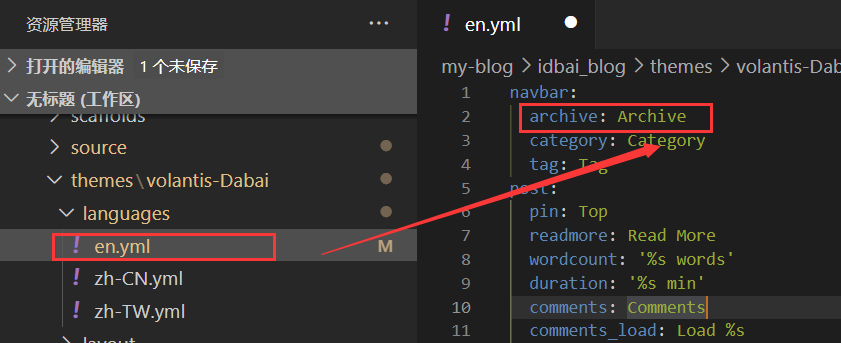 资源管理器
···
打开的编辑器 1 个未保存
无标题 (工作区)
scaffolds
source
themes\volantis-Dabai
languages
! en.yml M
! zh-CN.yml
! zh-TW.yml
layout
! en.yml
my-blog > idbai_blog > themes > volantis-Daba
1 navbar:
2 archive: Archive
3 category: Category
4 tag: Tag
5 post:
6 pin: Top
7 readmore: Read More
8 wordcount: '%s words'
9 duration: '%s min'
10 comments: Comments
11 comments_load: Load %s